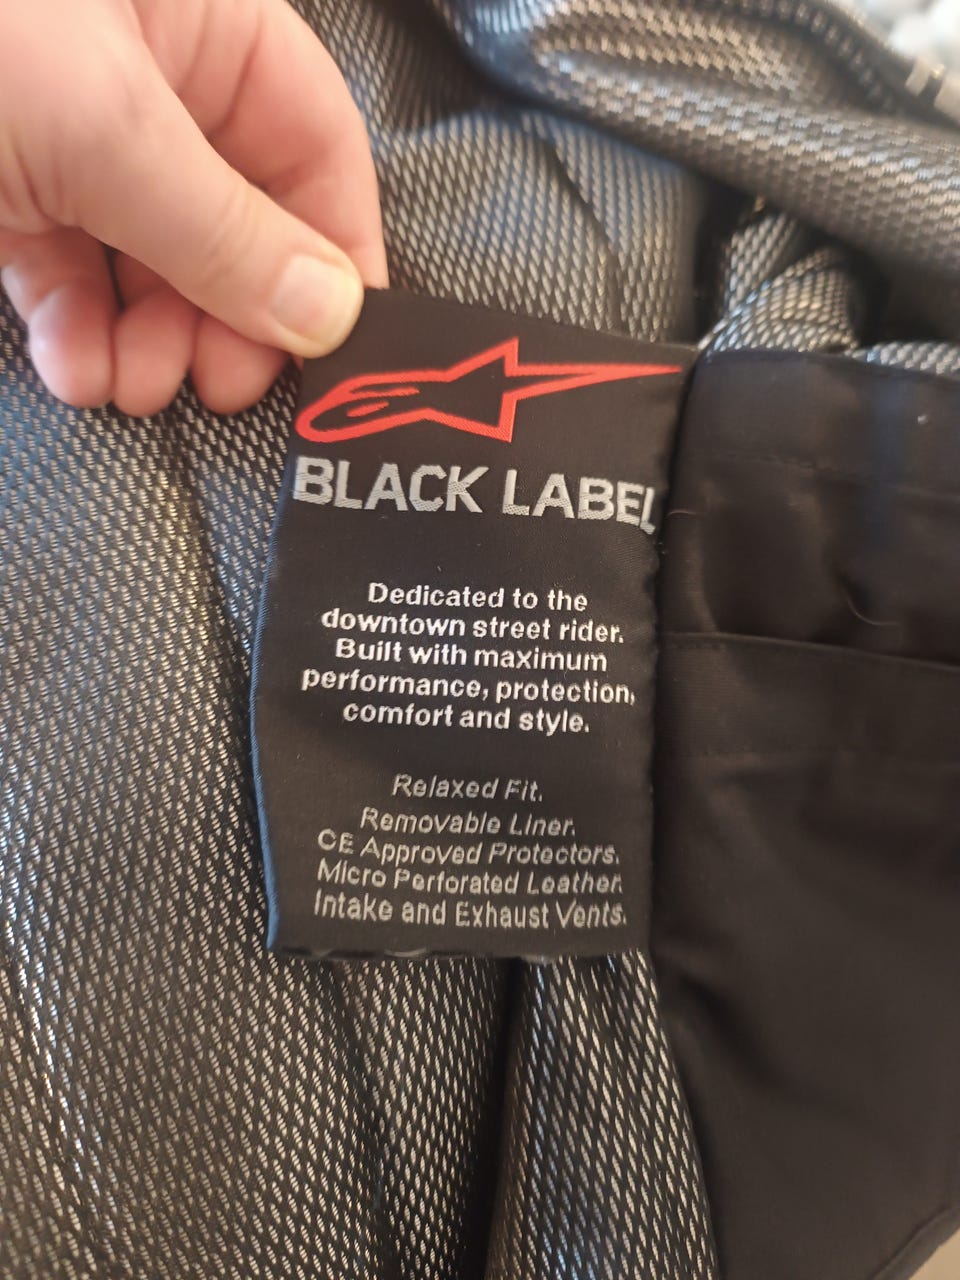 BLACK LABEL
Dedicated to the
downtown street rider.
Built with maximum
performance, protection,
comfort and style.
Relaxed Fit.
Removable Liner.
CE Approved Protectors.
Micro Perforated Leather.
Intake and Exhaust Vents.